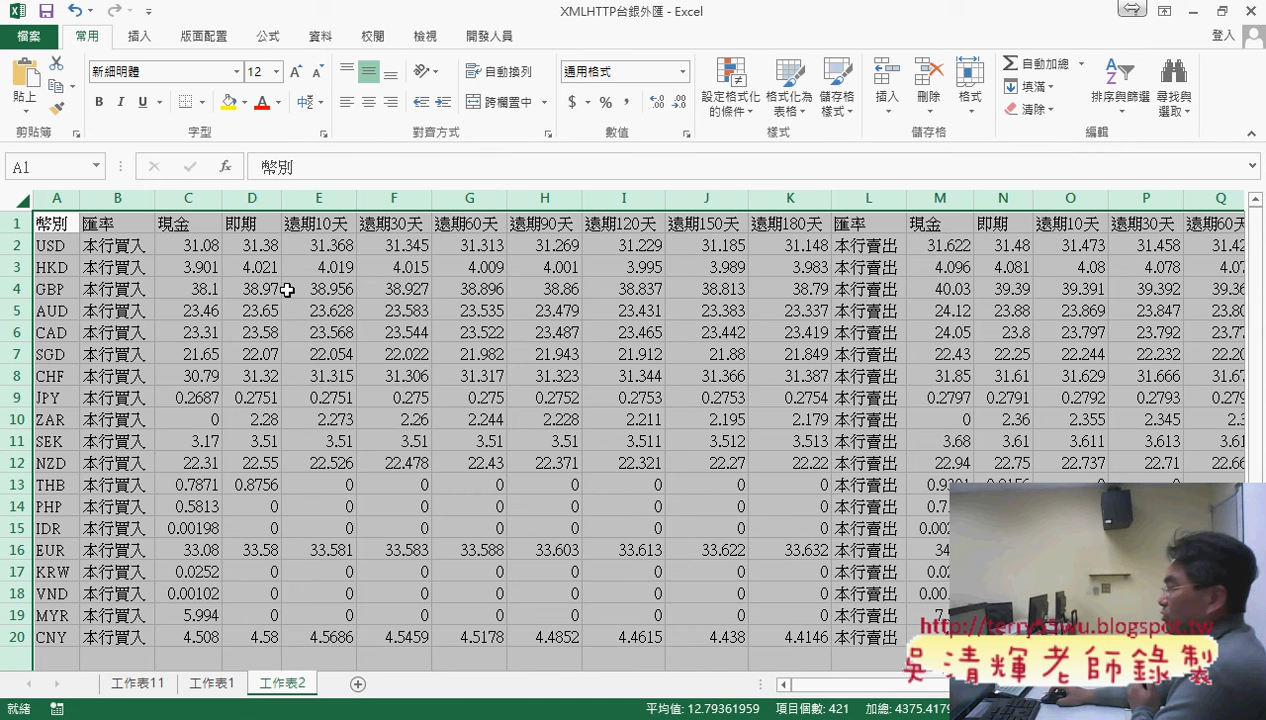 XMLHTTP台銀外匯 - Excel
檔案 常用 插入 版面配置 公式 資料 校閱 檢視 開發人員 登入
新細明體 12 自動換列 通用格式 自動加總
貼上 B I U 中 跨欄置中 $ % , 設定格式化的條件 格式化為表格 儲存格樣式 插入 刪除 格式 填滿 清除 排序與篩選 尋找與選取
剪貼簿 字型 對齊方式 數值 樣式 儲存格 編輯
A1 fx 幣別
A B C D E F G H I J K L M N O P Q
1 幣別 匯率 現金 即期 遠期10天 遠期30天 遠期60天 遠期90天 遠期120天 遠期150天 遠期180天 匯率 現金 即期 遠期10天 遠期30天 遠期60天
2 USD 本行買入 31.08 31.38 31.368 31.345 31.313 31.269 31.229 31.185 31.148 本行賣出 31.622 31.48 31.473 31.458 31.42
3 HKD 本行買入 3.901 4.021 4.019 4.015 4.009 4.001 3.995 3.989 3.983 本行賣出 4.096 4.081 4.08 4.078 4.07
4 GBP 本行買入 38.1 38.97 38.956 38.927 38.896 38.86 38.837 38.813 38.79 本行賣出 40.03 39.39 39.391 39.392 39.36
5 AUD 本行買入 23.46 23.65 23.628 23.583 23.535 23.479 23.431 23.383 23.337 本行賣出 24.12 23.88 23.869 23.847 23.80
6 CAD 本行買入 23.31 23.58 23.568 23.544 23.522 23.487 23.465 23.442 23.419 本行賣出 24.05 23.8 23.797 23.792 23.77
7 SGD 本行買入 21.65 22.07 22.054 22.022 21.982 21.943 21.912 21.88 21.849 本行賣出 22.43 22.25 22.244 22.232 22.20
8 CHF 本行買入 30.79 31.32 31.315 31.306 31.317 31.323 31.344 31.366 31.387 本行賣出 31.85 31.61 31.629 31.666 31.67
9 JPY 本行買入 0.2687 0.2751 0.2751 0.275 0.275 0.2752 0.2753 0.2753 0.2754 本行賣出 0.2797 0.2791 0.2792 0.2793 0.279
10 ZAR 本行買入 0 2.28 2.273 2.26 2.244 2.228 2.211 2.195 2.179 本行賣出 0 2.36 2.355 2.345 2.3
11 SEK 本行買入 3.17 3.51 3.51 3.51 3.51 3.51 3.511 3.512 3.513 本行賣出 3.68 3.61 3.611 3.613 3.61
12 NZD 本行買入 22.31 22.55 22.526 22.478 22.43 22.371 22.321 22.27 22.22 本行賣出 22.94 22.75 22.737 22.71 22.66
13 THB 本行買入 0.7871 0.8756 0 0 0 0 0 0 0 本行賣出
14 PHP 本行買入 0.5813 0 0 0 0 0 0 0 0 本行賣出
15 IDR 本行買入 0.00198 0 0 0 0 0 0 0 0 本行賣出
16 EUR 本行買入 33.08 33.58 33.581 33.583 33.588 33.603 33.613 33.622 33.632 本行賣出
17 KRW 本行買入 0.0252 0 0 0 0 0 0 0 0 本行賣出
18 VND 本行買入 0.00102 0 0 0 0 0 0 0 0 本行賣出
19 MYR 本行買入 5.994 0 0 0 0 0 0 0 0 本行賣出
20 CNY 本行買入 4.508 4.58 4.5686 4.5459 4.5178 4.4852 4.4615 4.438 4.4146 本行賣出
http://terry55wu.blogspot.tw
吳清輝老師錄製
工作表11 工作表1 工作表2
就緒 平均值: 12.79361959 項目個數: 421 加總: 4375.4179